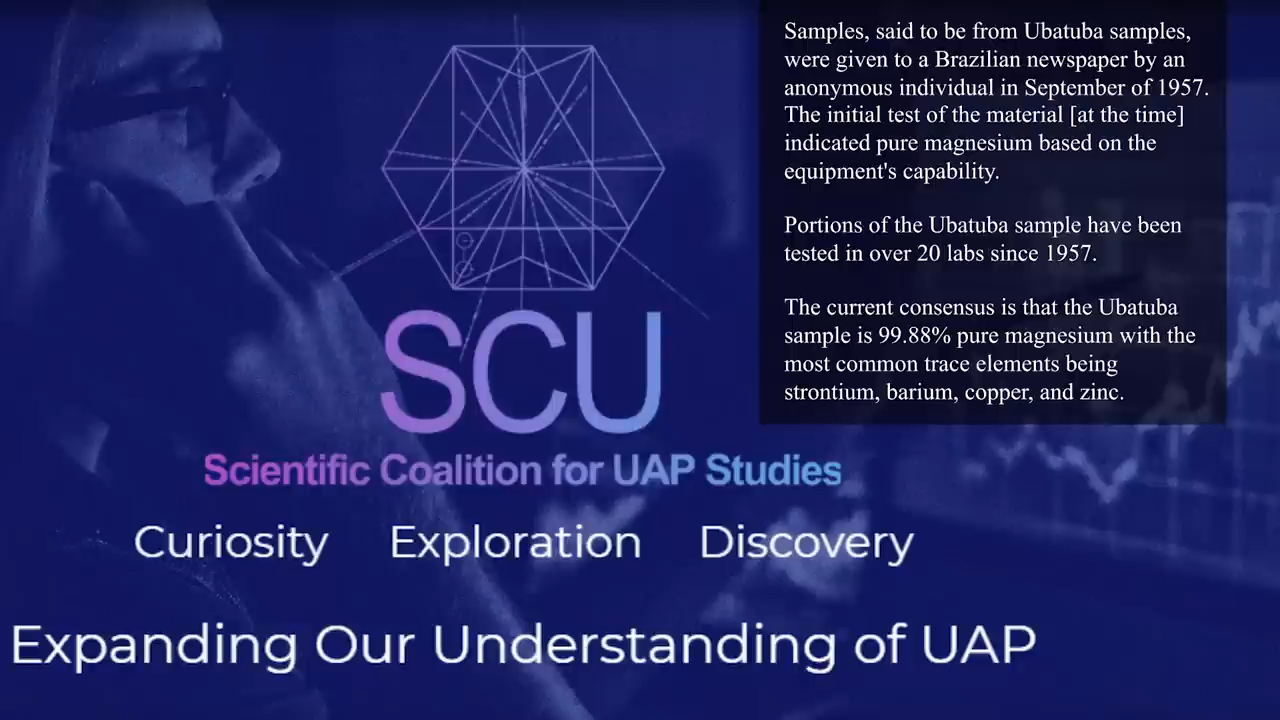 Samples, said to be from Ubatuba samples,
were given to a Brazilian newspaper by an
anonymous individual in September of 1957.
The initial test of the material [at the time]
indicated pure magnesium based on the
equipment's capability.
Portions of the Ubatuba sample have been
tested in over 20 labs since 1957.
The current consensus is that the Ubatuba
sample is 99.88% pure magnesium with the
most common trace elements being
strontium, barium, copper, and zinc.
SCU
Scientific Coalition for UAP Studies
Curiosity Exploration Discovery
Expanding Our Understanding of UAP